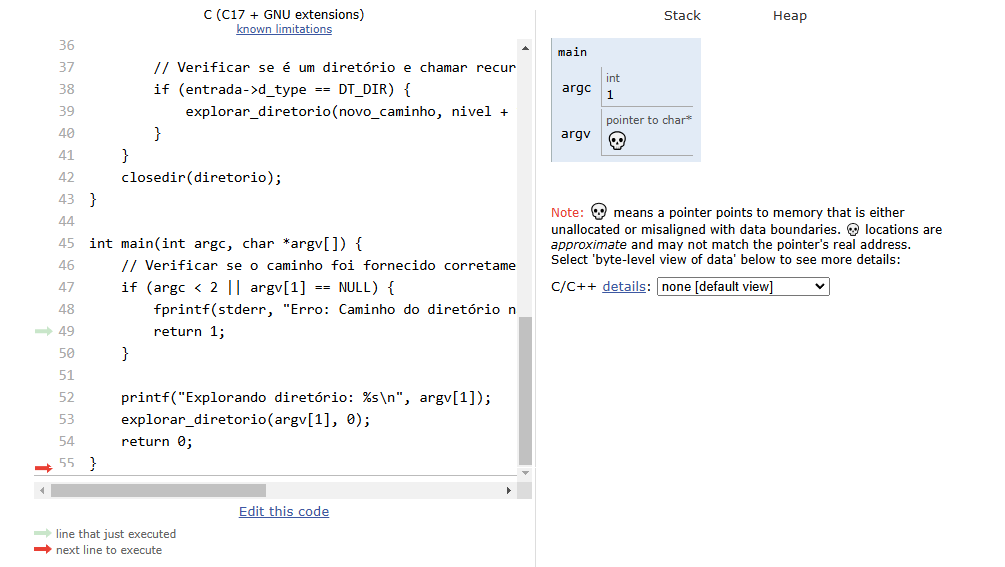 C (C17 + GNU extensions)
known limitations
36
37         // Verificar se é um diretório e chamar recur
38         if (entrada->d_type == DT_DIR) {
39             explorar_diretorio(novo_caminho, nivel +
40         }
41     }
42     closedir(diretorio);
43 }
44
45 int main(int argc, char *argv[]) {
46     // Verificar se o caminho foi fornecido corretame
47     if (argc < 2 || argv[1] == NULL) {
48         fprintf(stderr, "Erro: Caminho do diretório n
49         return 1;
50     }
51
52     printf("Explorando diretório: %s\n", argv[1]);
53     explorar_diretorio(argv[1], 0);
54     return 0;
55 }
Edit this code
line that just executed
next line to execute
Stack Heap
main
argc int
1
argv pointer to char*
Note: means a pointer points to memory that is either
unallocated or misaligned with data boundaries. locations are
approximate and may not match the pointer's real address.
Select 'byte-level view of data' below to see more details:
C/C++ details: none [default view]